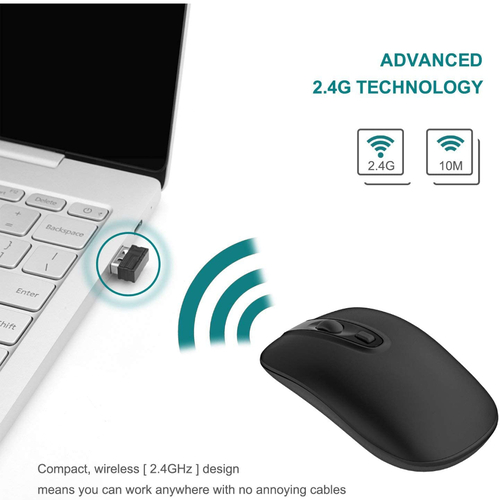 ADVANCED
2.4G TECHNOLOGY
2.4G
10M
Delete
Backspace
Enter
Shift
Compact, wireless [ 2.4GHz ] design
means you can work anywhere with no annoying cables